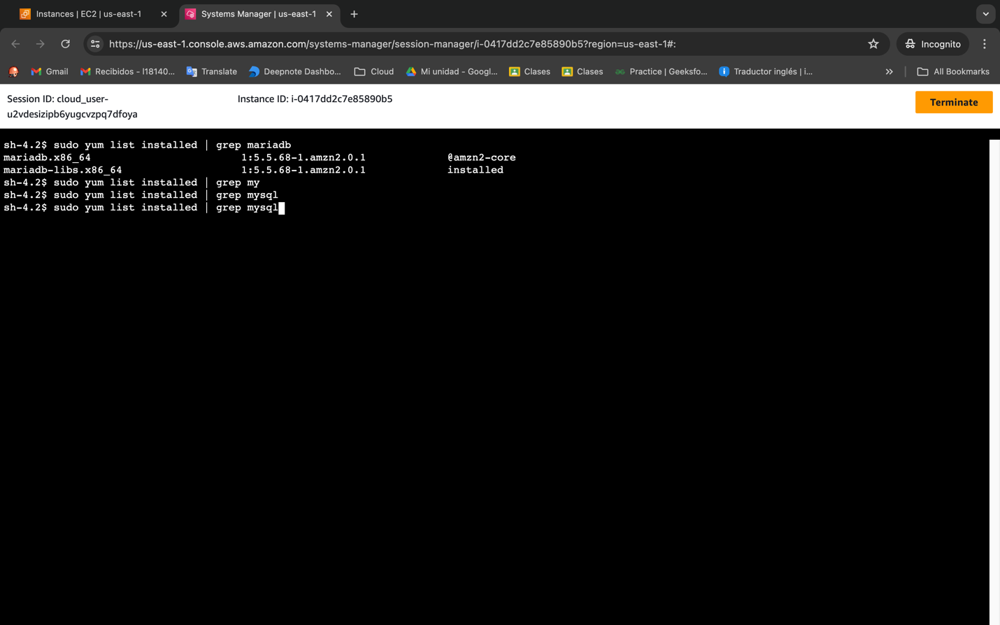 Instances | EC2 | us-east-1
Systems Manager | us-east-1
https://us-east-1.console.aws.amazon.com/systems-manager/session-manager/i-0417dd2c7e85890b5?region=us-east-1#:
Incognito
Gmail
Recibidos - l18140...
Translate
Deepnote Dashbo...
Cloud
Mi unidad - Googl...
Clases
Clases
Practice | Geeksfo...
Traductor inglés | i...
All Bookmarks
Session ID: cloud_user-
u2vdesizipb6yugcvzpq7dfoya
Instance ID: i-0417dd2c7e85890b5
Terminate
sh-4.2$ sudo yum list installed | grep mariadb
mariadb.x86_64 1:5.5.68-1.amzn2.0.1 @amzn2-core
mariadb-libs.x86_64 1:5.5.68-1.amzn2.0.1 installed
sh-4.2$ sudo yum list installed | grep my
sh-4.2$ sudo yum list installed | grep mysql
sh-4.2$ sudo yum list installed | grep mysql